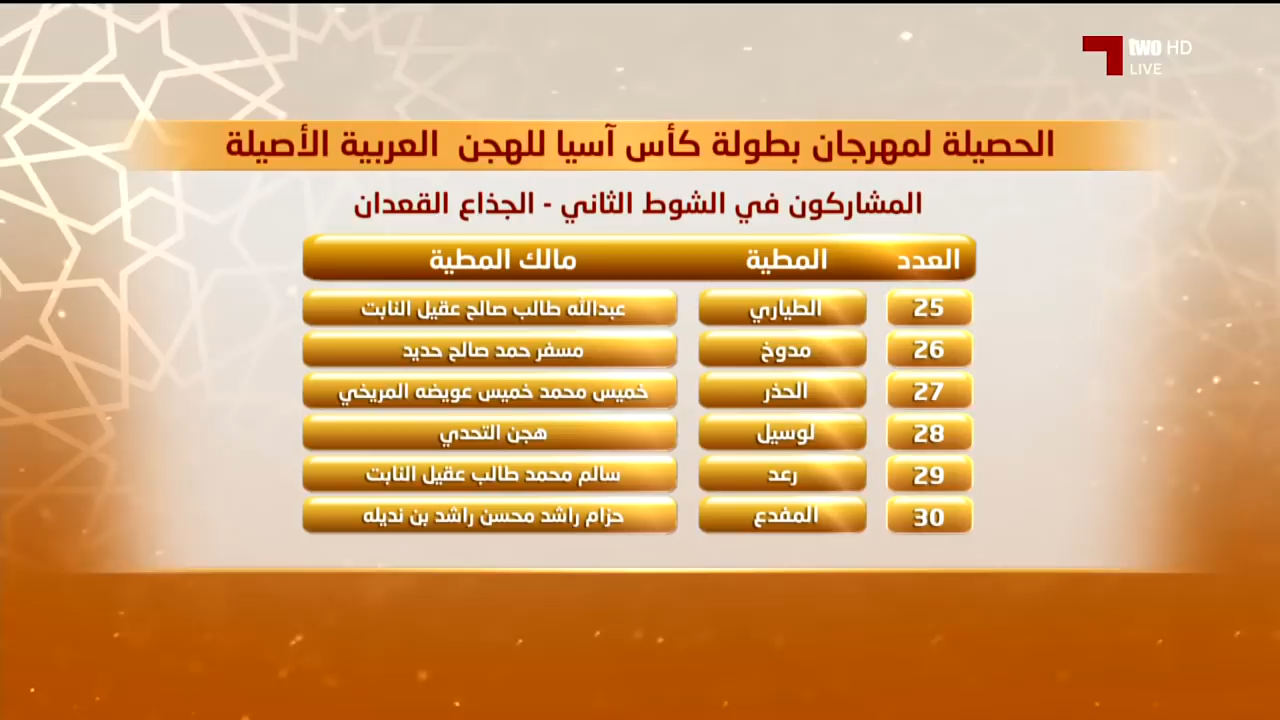 two HD
LIVE
الحصيلة لمهرجان بطولة كأس آسيا للهجن العربية الأصيلة
المشاركون في الشوط الثاني - الجذاع القعدان
العدد المطية مالك المطية
25 الطياري عبدالله طالب صالح عقيل النابت
26 مدوخ مسفر حمد صالح حديد
27 الحذر خميس محمد خميس عويضه المريخي
28 لوسيل هجن التحدي
29 رعد سالم محمد طالب عقيل النابت
30 المفدع حزام راشد محسن راشد بن نديله